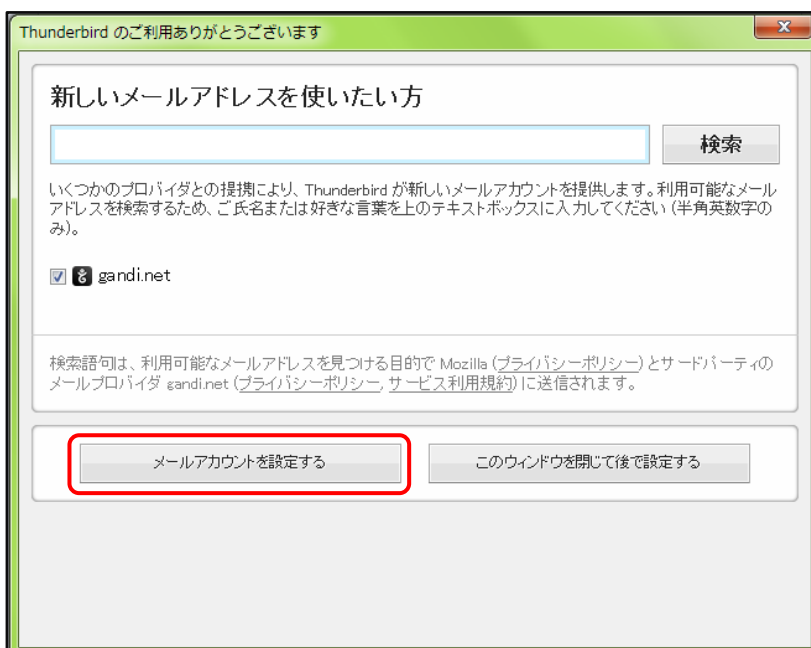 Thunderbird のご利用ありがとうございます
新しいメールアドレスを使いたい方
検索
いくつかのプロバイダとの提携により、Thunderbird が新しいメールアカウントを提供します。利用可能なメール
アドレスを検索するため、ご氏名または好きな言葉を上のテキストボックスに入力してください (半角英数字の
み)。
gandi.net
検索語句は、利用可能なメールアドレスを見つける目的で Mozilla (プライバシーポリシー) とサードパーティの
メールプロバイダ gandi.net (プライバシーポリシー, サービス利用規約) に送信されます。
メールアカウントを設定する
このウィンドウを閉じて後で設定する